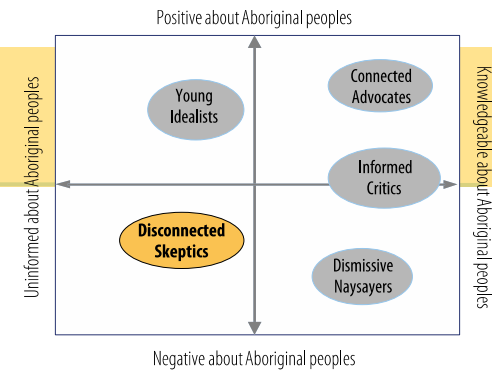 Positive about Aboriginal peoples
Connected
Advocates
Young
Idealists
Uninformed about Aboriginal peoples
Knowledgeable about Aboriginal peoples
Informed
Critics
Disconnected
Skeptics
Dismissive
Naysayers
Negative about Aboriginal peoples